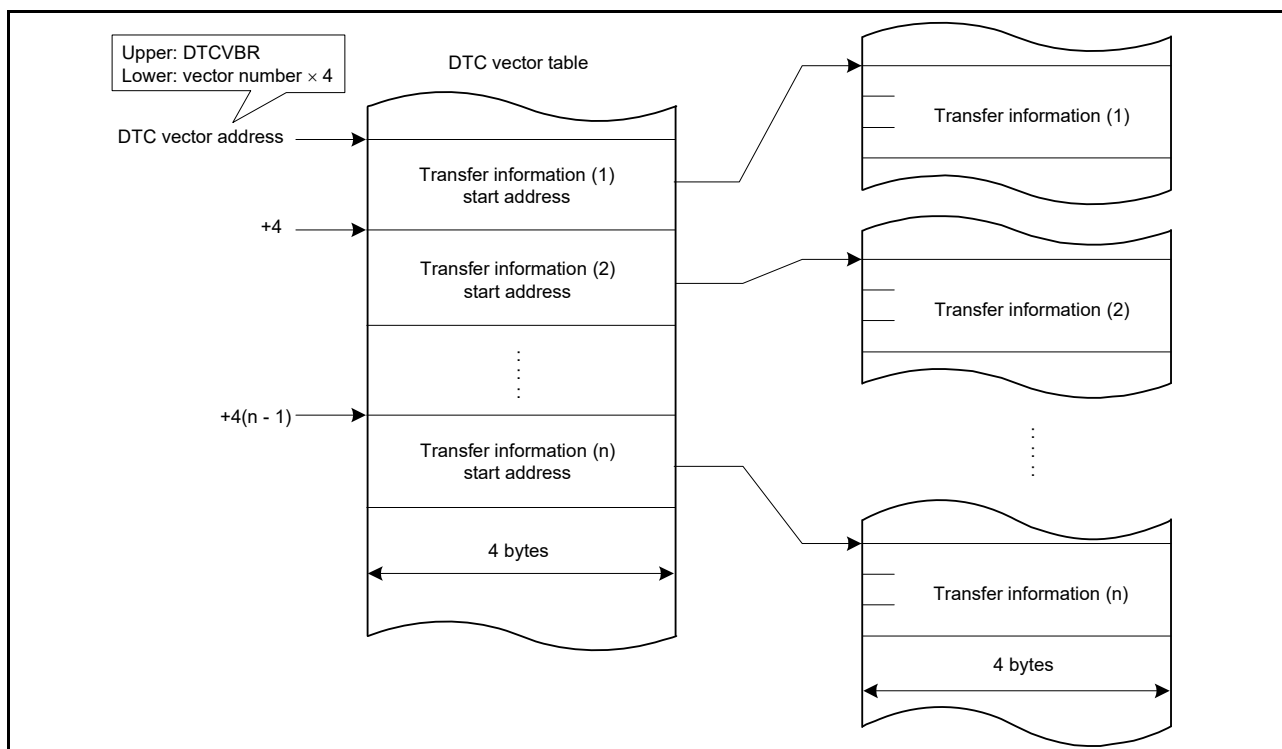 Upper: DTCVBR
Lower: vector number × 4
DTC vector table
DTC vector address
Transfer information (1)
start address
+4
Transfer information (2)
start address
+4(n - 1)
Transfer information (n)
start address
4 bytes
Transfer information (1)
Transfer information (2)
Transfer information (n)
4 bytes